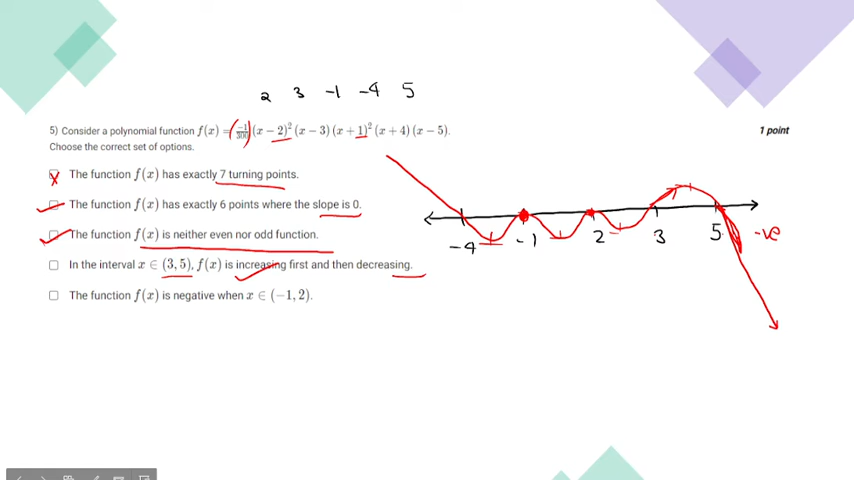 2 3 -1 -4 5
5) Consider a polynomial function f(x) = (-1/300)(x − 2)²(x − 3)(x + 1)²(x + 4)(x − 5).
1 point
Choose the correct set of options.
The function f(x) has exactly 7 turning points.
The function f(x) has exactly 6 points where the slope is 0.
The function f(x) is neither even nor odd function.
In the interval x ∈ (3, 5), f(x) is increasing first and then decreasing.
The function f(x) is negative when x ∈ (−1, 2).
-4 -1 2 3 5 -ve